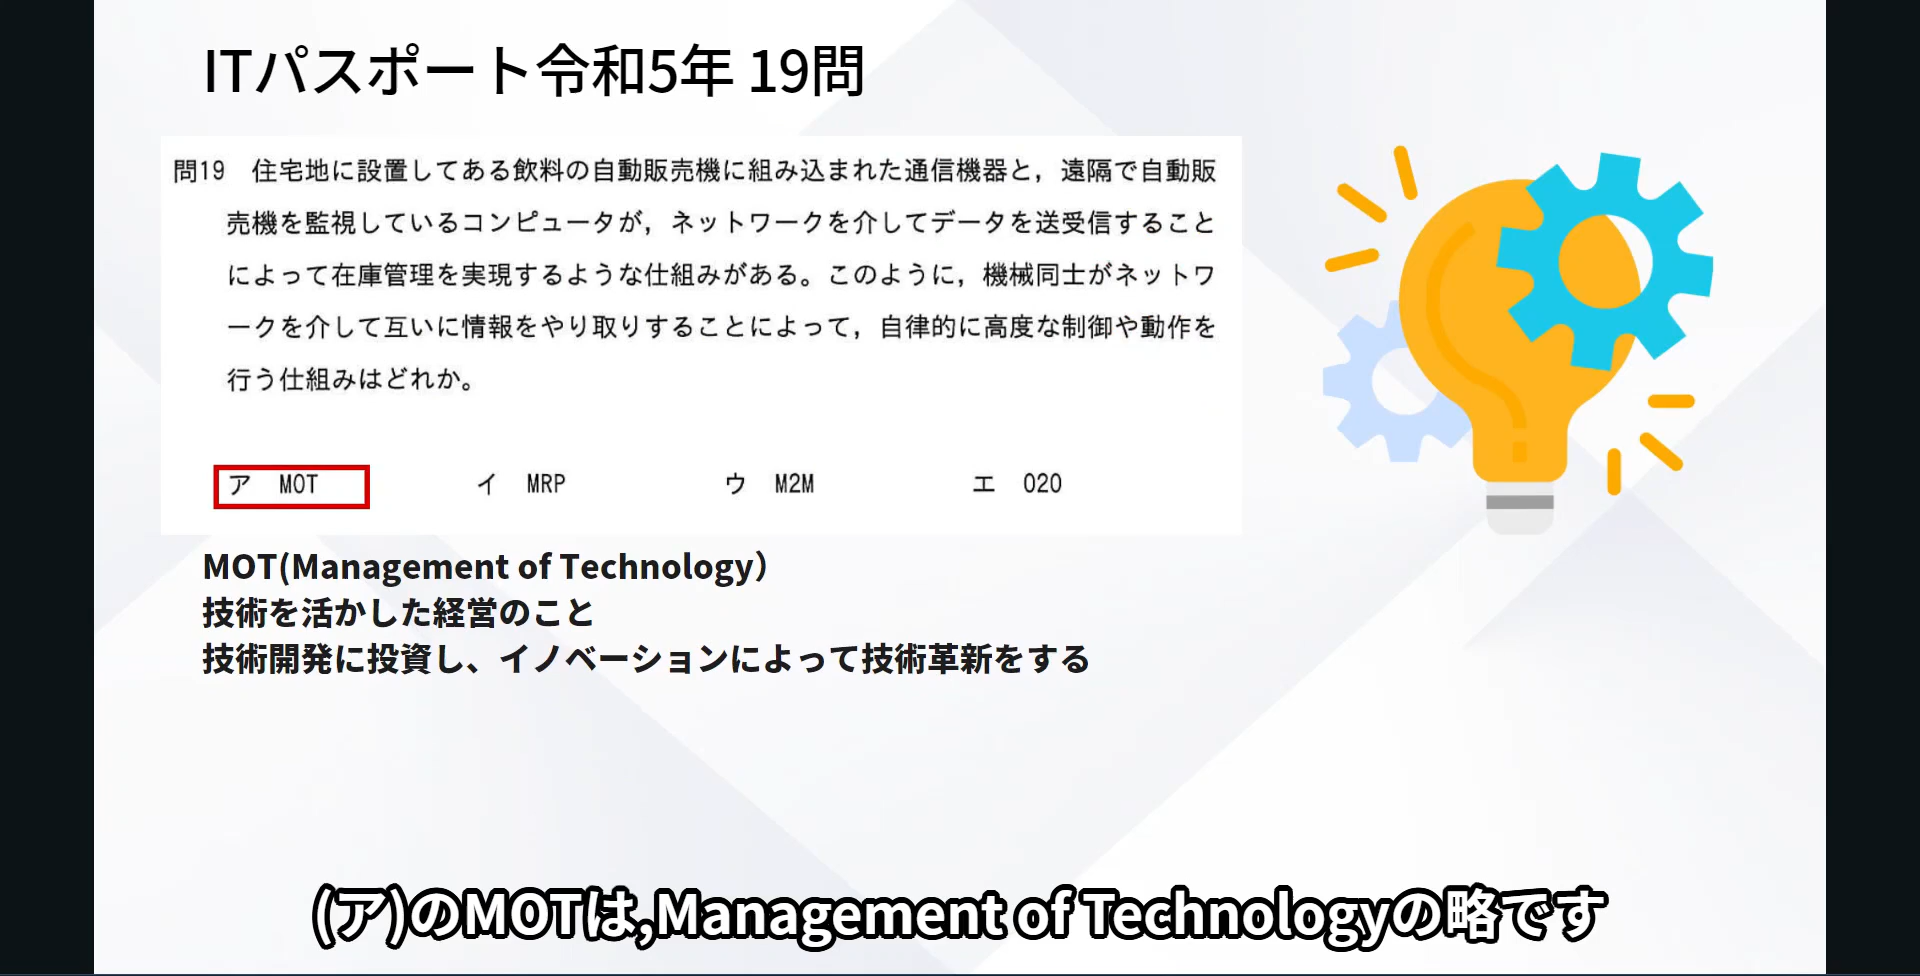 ITパスポート令和5年 19問
問19 住宅地に設置してある飲料の自動販売機に組み込まれた通信機器と，遠隔で自動販
売機を監視しているコンピュータが，ネットワークを介してデータを送受信すること
によって在庫管理を実現するような仕組みがある。このように，機械同士がネットワ
ークを介して互いに情報をやり取りすることによって，自律的に高度な制御や動作を
行う仕組みはどれか。
ア MOT イ MRP ウ M2M エ O2O
MOT(Management of Technology）
技術を活かした経営のこと
技術開発に投資し、イノベーションによって技術革新をする
(ア)のMOTは,Management of Technologyの略です